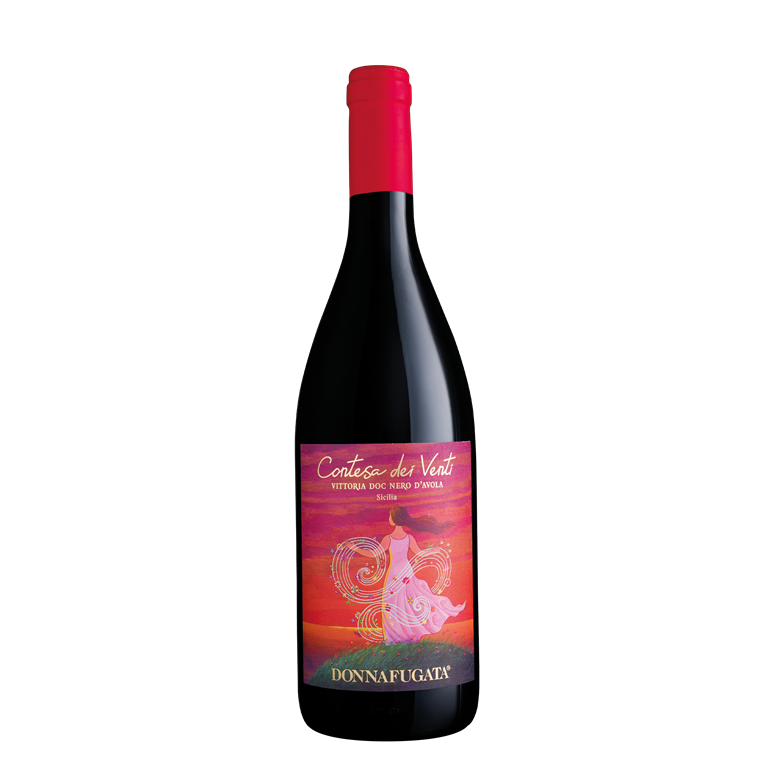 Contesa dei Venti
VITTORIA DOC NERO D'AVOLA
Sicilia
DONNAFUGATA®